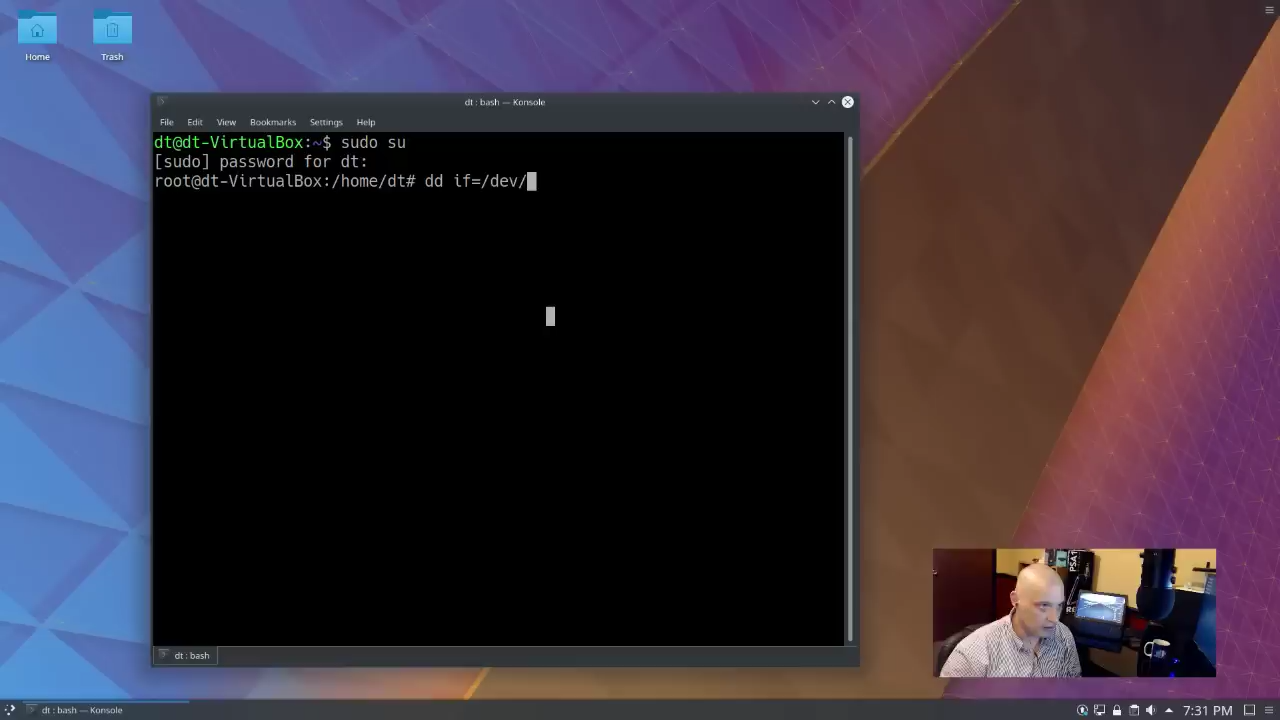 Home
Trash
dt : bash — Konsole
File Edit View Bookmarks Settings Help
dt@dt-VirtualBox:~$ sudo su
[sudo] password for dt:
root@dt-VirtualBox:/home/dt# dd if=/dev/
dt : bash
PSA1
dt : bash — Konsole
7:31 PM